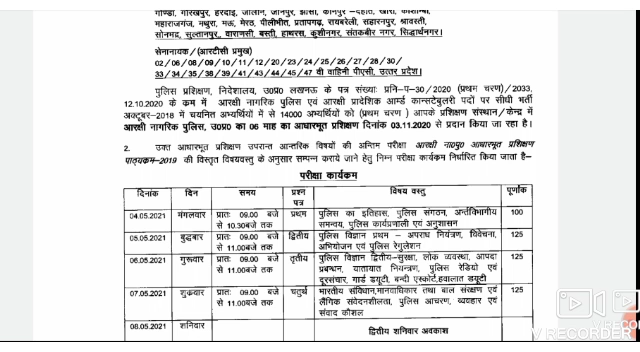 गोण्डा, गोरखपुर, हरदोई, जालौन, जौनपुर, झांसी, कानपुर –देहात, खीरी, कौशाम्बी
महाराजगंज, मथुरा, मऊ, मेरठ, पीलीभीत, प्रतापगढ़, रायबरेली, सहारनपुर, श्रावस्ती,
सोनभद्र, सुल्तानपुर, वाराणसी, बस्ती, हाथरस, कुशीनगर, संतकबीर नगर, सिद्धार्थनगर।
सेनानायक / (आरटीसी प्रमुख)
02/06/08/09/10/11/12/20/23/24/25/26/27/28/30/
33/34/35/38/39/41/43/44/45/47 वी वाहिनी पीएसी, उत्तर प्रदेश।
पुलिस प्रशिक्षण, निदेशालय, उ0प्र0 लखनऊ के पत्र संख्याः प्रनि–प–30/2020 (प्रथम चरण)/2033,
12.10.2020 के कम में आरक्षी नागरिक पुलिस एवं आरक्षी प्रादेशिक आर्म्ड कान्सटेबुलरी पदों पर सीधी भर्ती
अक्टूबर–2018 में चयनित अभ्यर्थियों में से 14000 अभ्यर्थियों को (प्रथम चरण ) आपके प्रशिक्षण संस्थान/केन्द्र में
आरक्षी नागरिक पुलिस, उ0प्र0 का 06 माह का आधारभूत प्रशिक्षण दिनांक 03.11.2020 से प्रदान किया जा रहा है।
2. उक्त आधारभूत प्रशिक्षण उपरान्त आन्तरिक विषयों की अन्तिम परीक्षा आरक्षी ना0पु0 आधारभूत प्रशिक्षण
पाठ्यकम–2019 की विस्तृत विषयवस्तु के अनुसार सम्पन्न कराये जाने हेतु निम्न परीक्षा कार्यकम निर्धारित किया जाता है–
परीक्षा कार्यकम
दिनांक दिन समय प्रश्न पत्र विषय वस्तु पूर्णांक
04.05.2021 मंगलवार प्रातः 09.00 बजे से 10.30बजे तक प्रथम पुलिस का इतिहास, पुलिस संगठन, अर्न्तविभागीय समन्वय, पुलिस कार्यप्रणाली एवं अनुशासन 100
05.05.2021 बुद्धबार प्रातः 09.00 बजे से 11.00बजे तक द्वितीय पुलिस विज्ञान प्रथम – अपराध नियंत्रण, विवेचना, अभियोजन एवं पुलिस रेगुलेशन 125
06.05.2021 गुरूवार प्रातः 09.00 बजे से 11.00बजे तक तृतीय पुलिस विज्ञान द्वितीय–सुरक्षा, लोक व्यवस्था, आपदा प्रबन्धन, यातायात नियन्त्रण, पुलिस रेडियो एवं दूरसंचार, गार्ड डयूटी, बन्दी एस्कोर्ट,हवालात डयूटी 125
07.05.2021 शुकवार प्रातः 09.00 बजे से 11.00बजे तक चतुर्थ भारतीय संविधान,मानवाधिकार तथा बाल संरक्षण एवं लैंगिक संवेदनशीलता, पुलिस आचरण, व्यवहार एवं संवाद कौशल 125
08.05.2021 शनिवार द्वितीय शनिवार अवकाश
V RECORDER